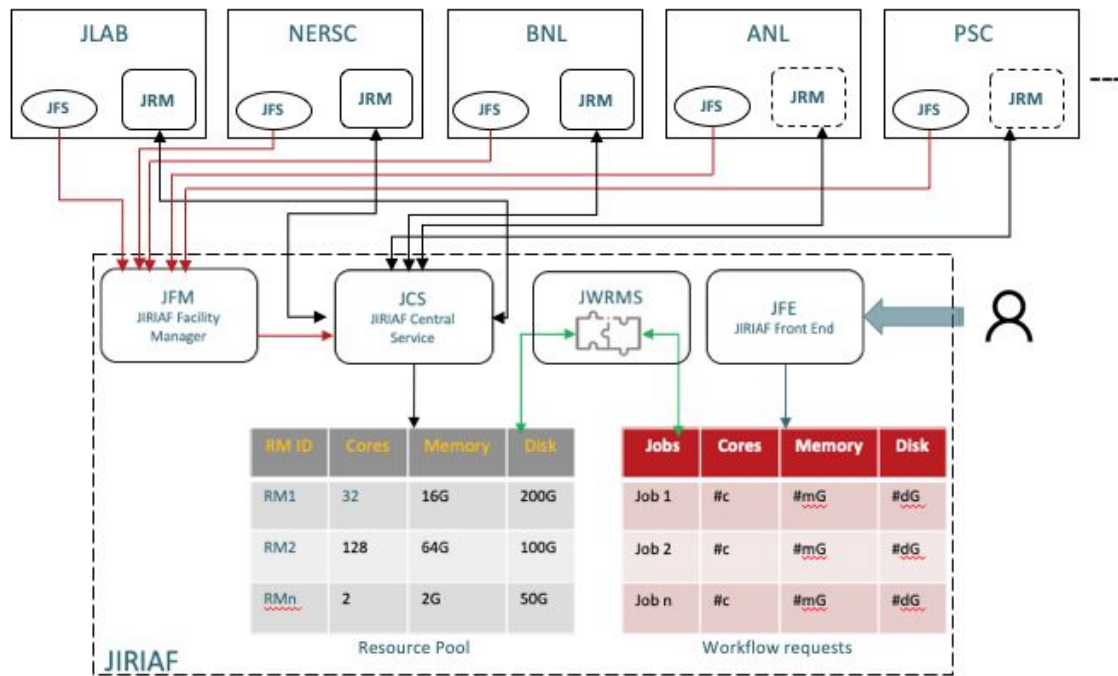 JLAB
NERSC
BNL
ANL
PSC
JFS
JRM
JFS
JRM
JFS
JRM
JFS
JRM
JFS
JRM
JFM
JIRIAF Facility
Manager
JCS
JIRIAF Central
Service
JWRMS
JFE
JIRIAF Front End
RM ID Cores Memory Disk
RM1 32 16G 200G
RM2 128 64G 100G
RMn 2 2G 50G
Resource Pool
Jobs Cores Memory Disk
Job 1 #c #mG #dG
Job 2 #c #mG #dG
Job n #c #mG #dG
Workflow requests
JIRIAF